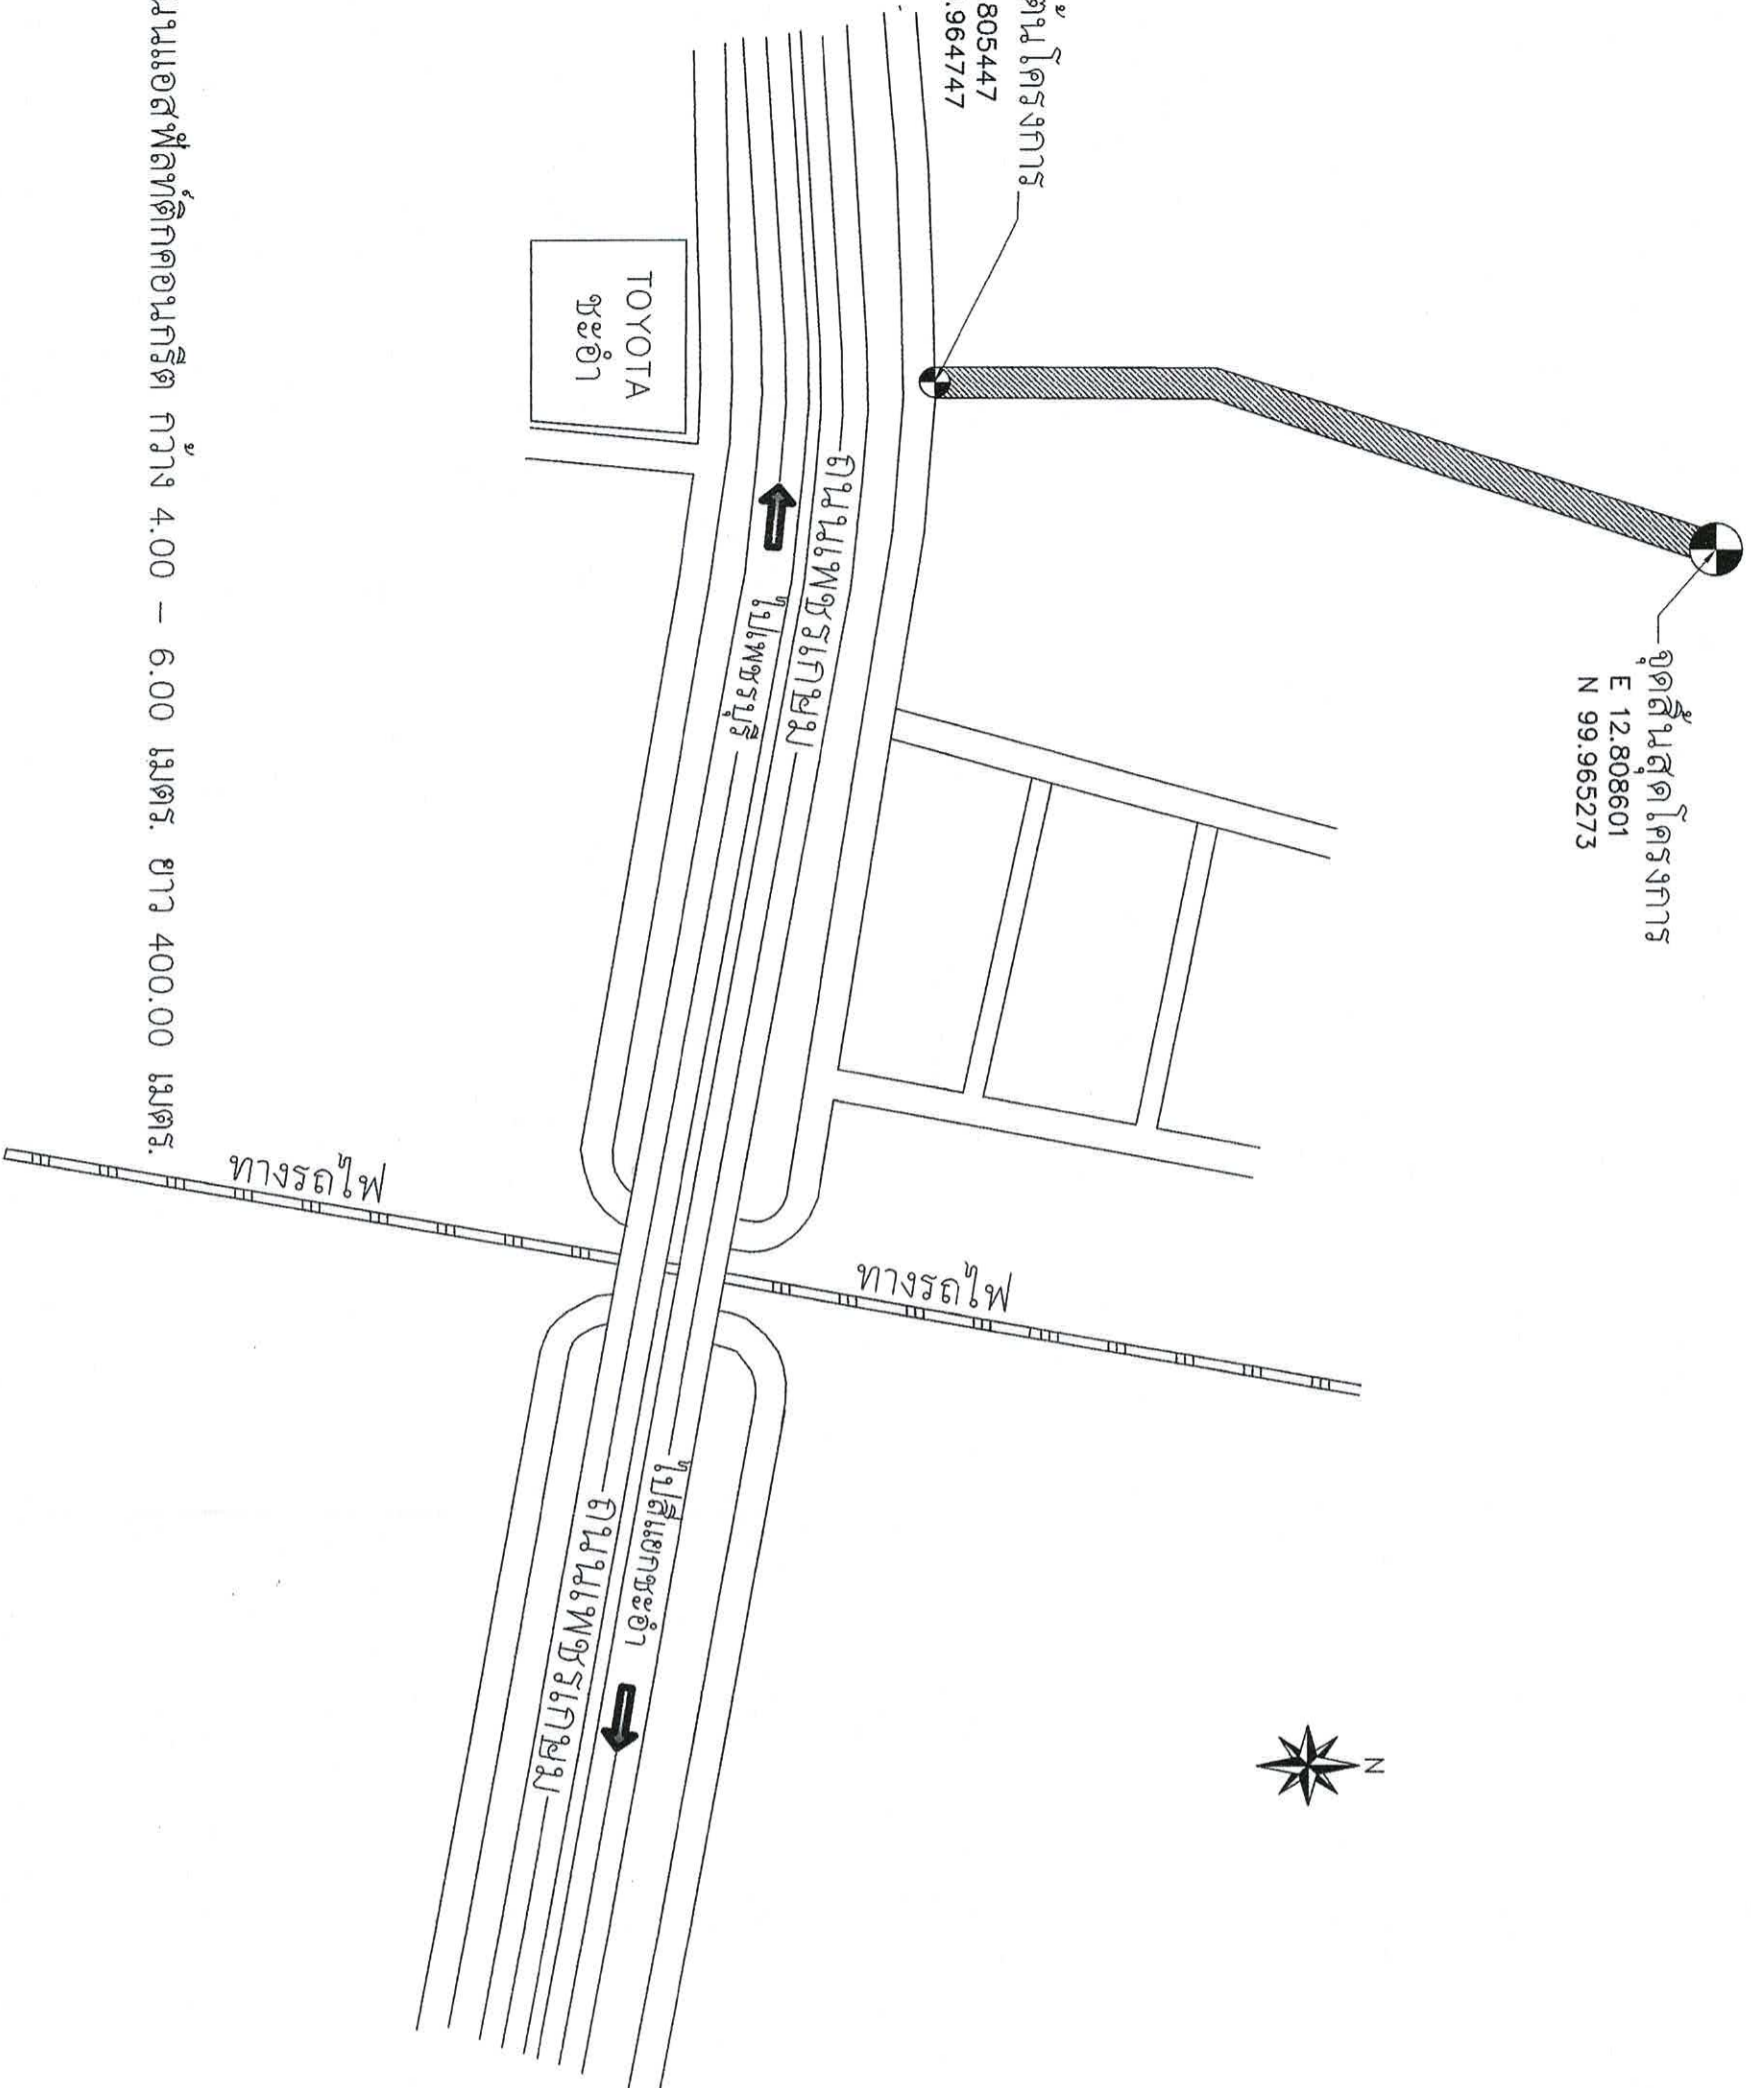 ต้นโครงการ
805447
.964747
จุดสิ้นสุดโครงการ
E 12.808601
N 99.965273
TOYOTA
ชะอำ
ถนนเพชรเกษม
ไปเพชรบุรี
ทางรถไฟ
ทางรถไฟ
ไปสี่แยกชะอำ
ถนนเพชรเกษม
N
แอสฟัลท์ติกคอนกรีต กว้าง 4.00 - 6.00 เมตร. ยาว 400.00 เมตร.